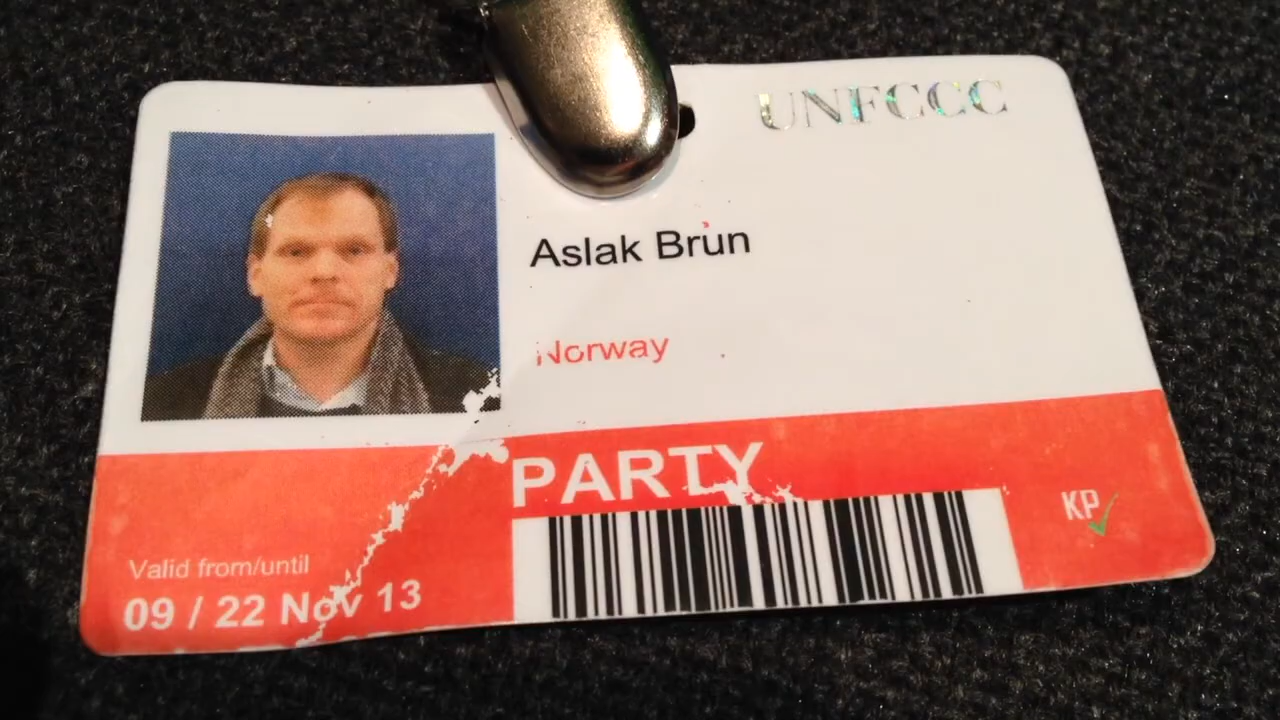 UNFCCC
Aslak Brun
Norway
PARTY
KP
Valid from/until
09 / 22 Nov 13